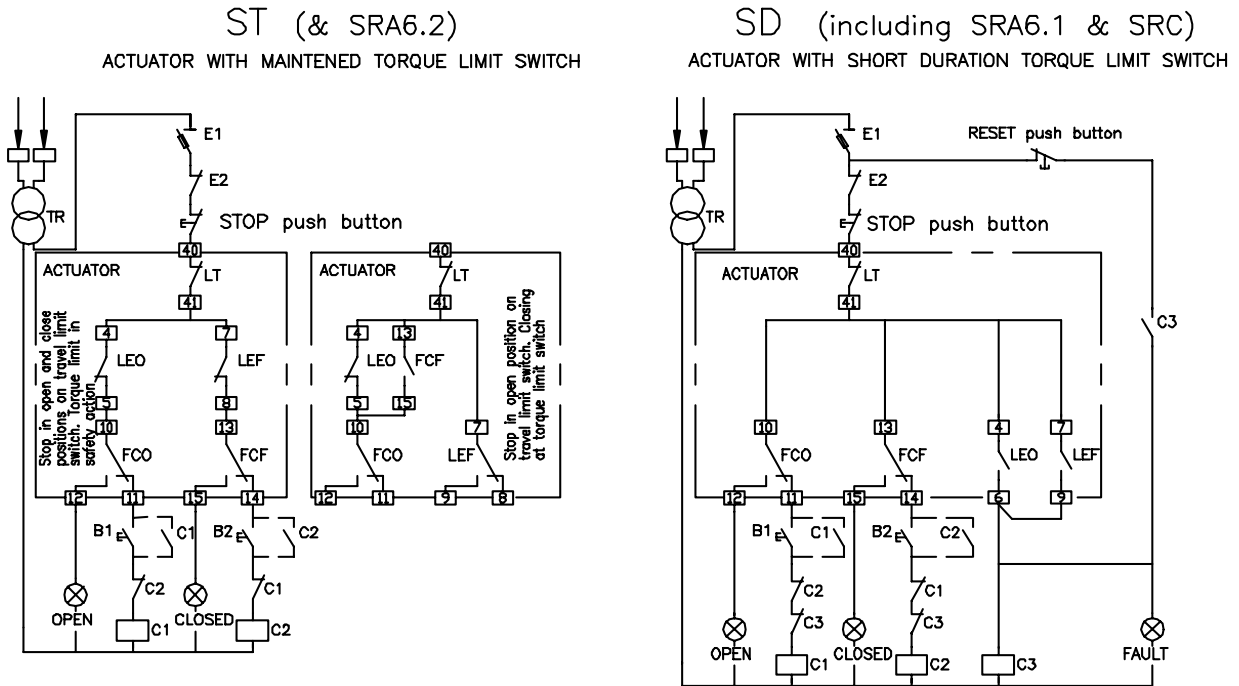 ST (& SRA6.2)
ACTUATOR WITH MAINTENED TORQUE LIMIT SWITCH
E1
E2
TR
STOP push button
40
ACTUATOR
LT
41
4
7
LEO
LEF
5
8
10
13
FCO
FCF
12
11
15
14
Stop in open and close
positions on travel limit
switch. Torque limit in
safety action
B1
C1
B2
C2
C2
C1
OPEN
CLOSED
C1
C2
40
ACTUATOR
LT
41
4
13
LEO
FCF
5
15
10
7
FCO
LEF
12
11
9
8
Stop in open position on
travel limit switch. Closing
at torque limit switch
SD (including SRA6.1 & SRC)
ACTUATOR WITH SHORT DURATION TORQUE LIMIT SWITCH
E1
RESET push button
E2
TR
STOP push button
40
ACTUATOR
LT
41
C3
10
13
4
7
FCO
FCF
LEO
LEF
12
11
15
14
6
9
B1
C1
B2
C2
C2
C1
C3
C3
OPEN
CLOSED
FAULT
C1
C2
C3